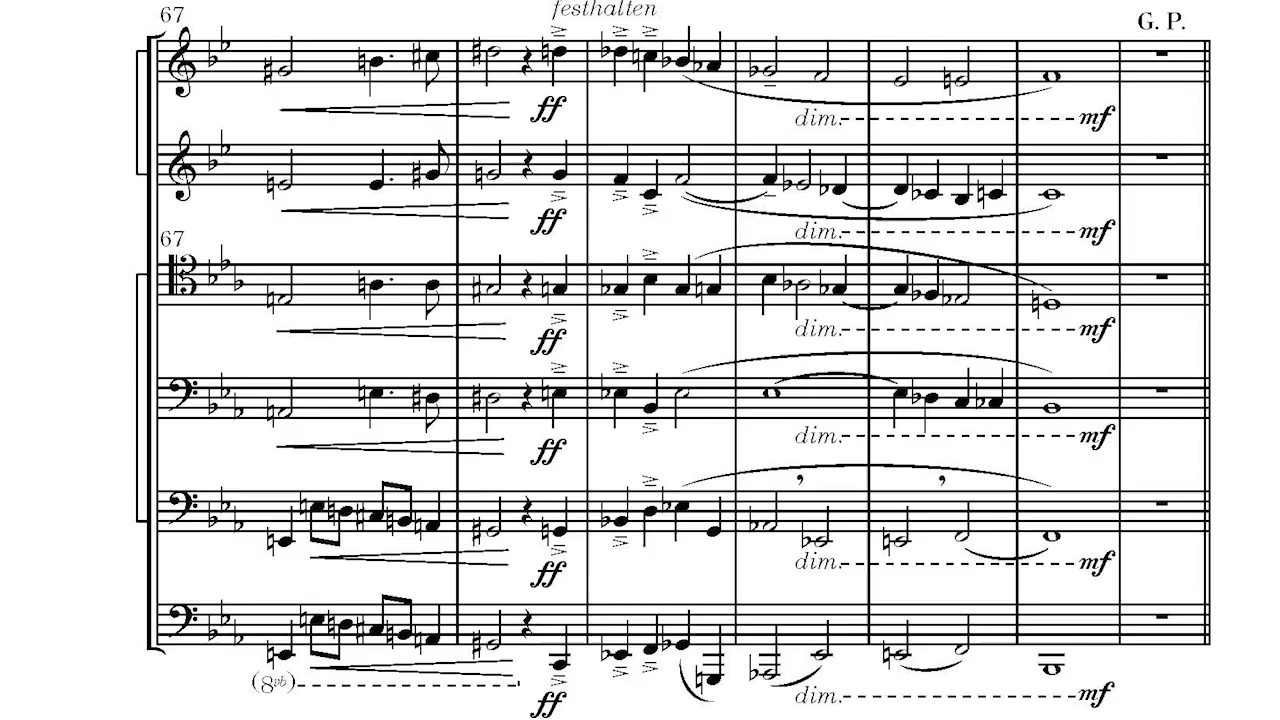 67
festhalten
G. P.
ff
dim.
mf
ff
dim.
mf
67
ff
dim.
mf
ff
dim.
mf
ff
dim.
mf
(8vb)
ff
dim.
mf